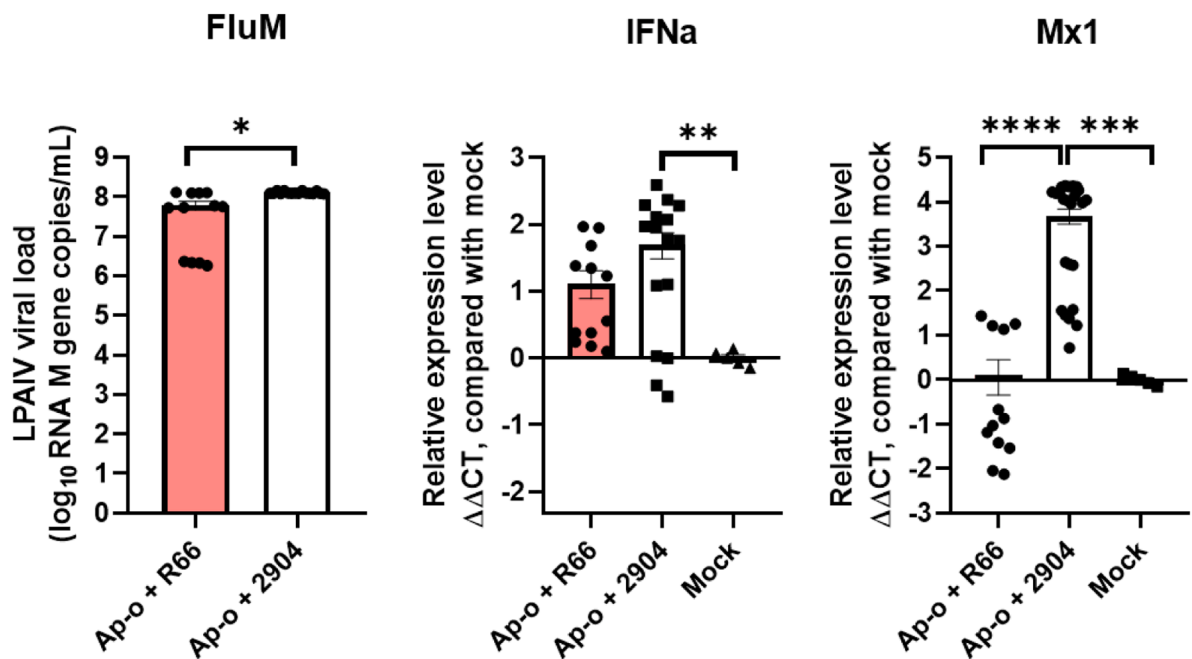 FluM
LPAIV viral load
(log10 RNA M gene copies/mL)
9
8
7
6
5
4
3
2
1
0
*
Ap-o + R66
Ap-o + 2904
IFNa
Relative expression level
ΔΔCT, compared with mock
3
2
1
0
-1
-2
**
Ap-o + R66
Ap-o + 2904
Mock
Mx1
Relative expression level
ΔΔCT, compared with mock
5
4
3
2
1
0
-1
-2
-3
****
***
Ap-o + R66
Ap-o + 2904
Mock